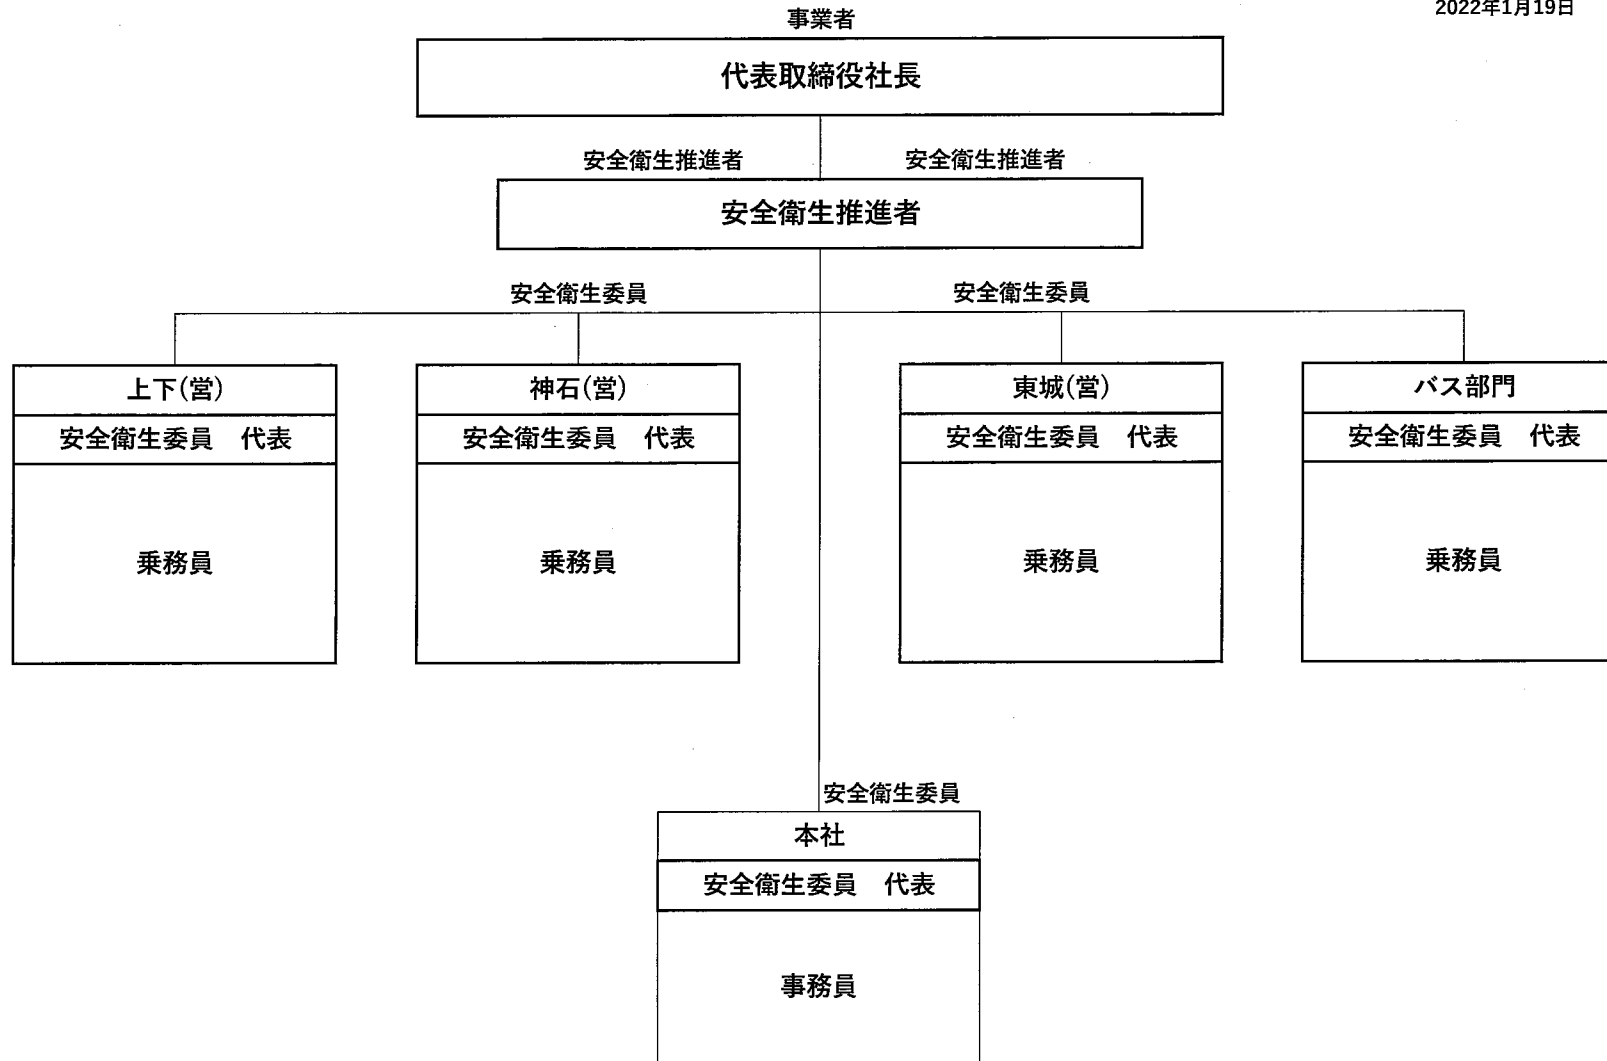 2022年1月19日
事業者
代表取締役社長
安全衛生推進者 安全衛生推進者
安全衛生推進者
安全衛生委員 安全衛生委員
上下(営) 神石(営) 東城(営) バス部門
安全衛生委員　代表 安全衛生委員　代表 安全衛生委員　代表 安全衛生委員　代表
乗務員 乗務員 乗務員 乗務員
安全衛生委員
本社
安全衛生委員　代表
事務員